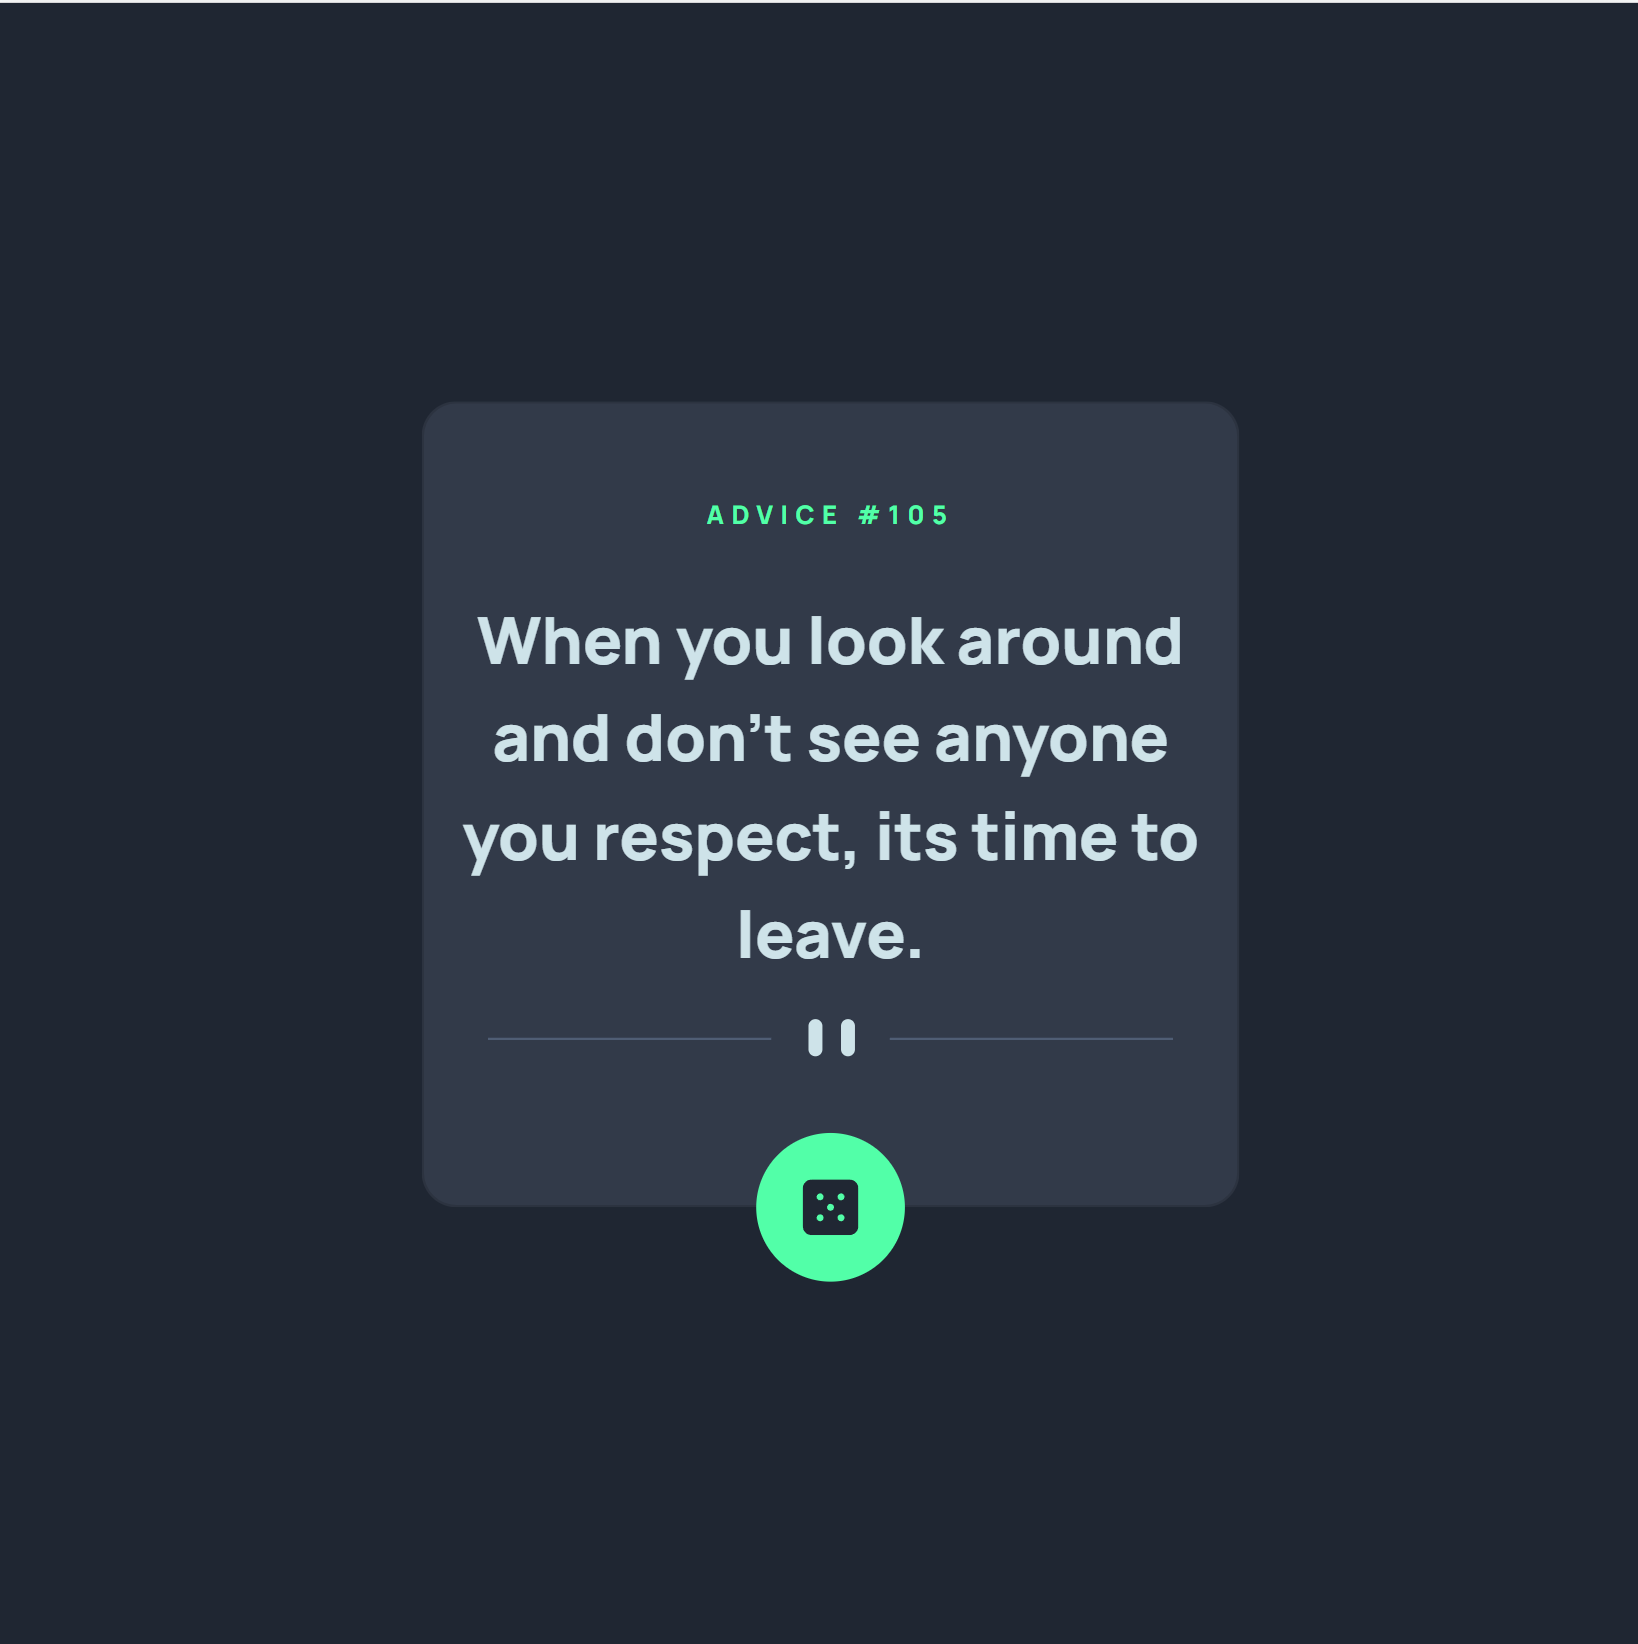 ADVICE #105
When you look around
and don’t see anyone
you respect, its time to
leave.